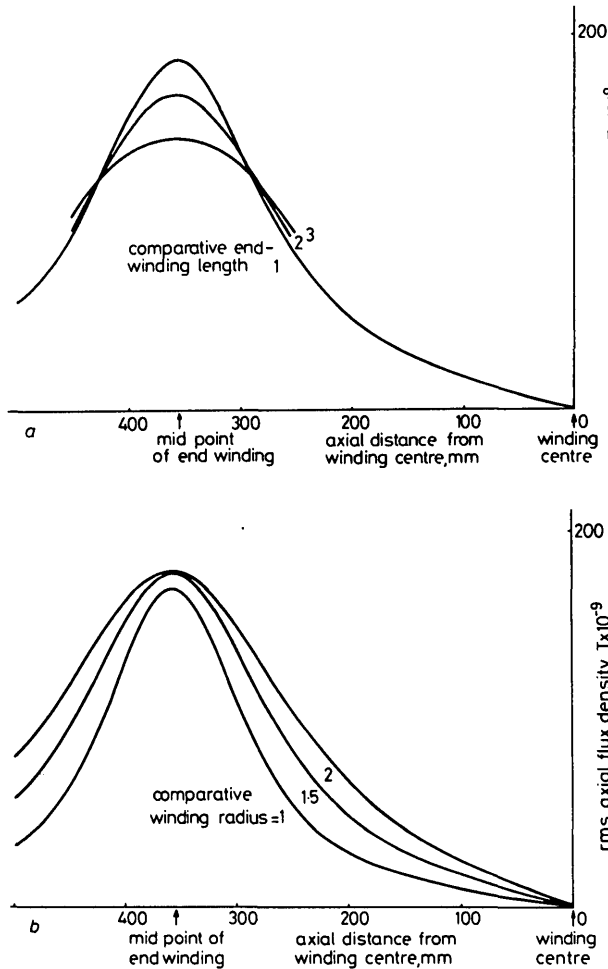 200
comparative end-
winding length 1
2 3
a
400
300
200
100
0
mid point
of end winding
axial distance from
winding centre,mm
winding
centre
200
rms axial flux density T×10⁻⁹
comparative
winding radius=1
1·5
2
b
400
300
200
100
0
mid point of
end winding
axial distance from
winding centre,mm
winding
centre